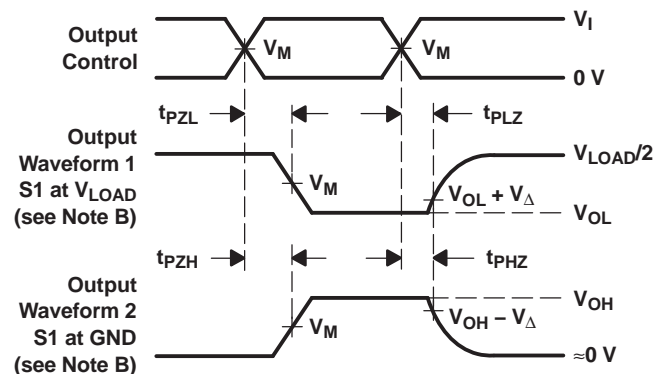 Output
Control
V_M
V_M
V_I
0 V
t_PZL
t_PLZ
Output
Waveform 1
S1 at V_LOAD
(see Note B)
V_M
V_LOAD/2
V_OL + V_Δ
V_OL
t_PZH
t_PHZ
Output
Waveform 2
S1 at GND
(see Note B)
V_M
V_OH
V_OH − V_Δ
≈0 V